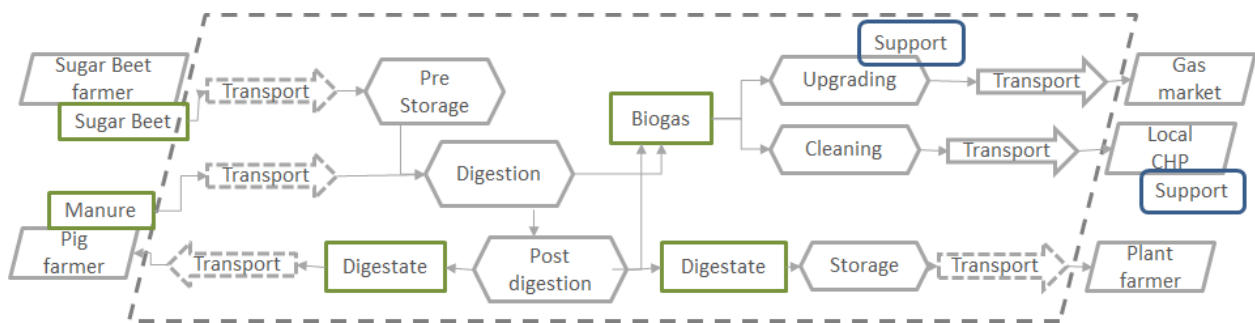 Support
Sugar Beet
farmer
Sugar Beet
Transport
Pre
Storage
Upgrading
Transport
Gas
market
Biogas
Cleaning
Transport
Local
CHP
Support
Transport
Digestion
Manure
Pig
farmer
Transport
Digestate
Post
digestion
Digestate
Storage
Transport
Plant
farmer